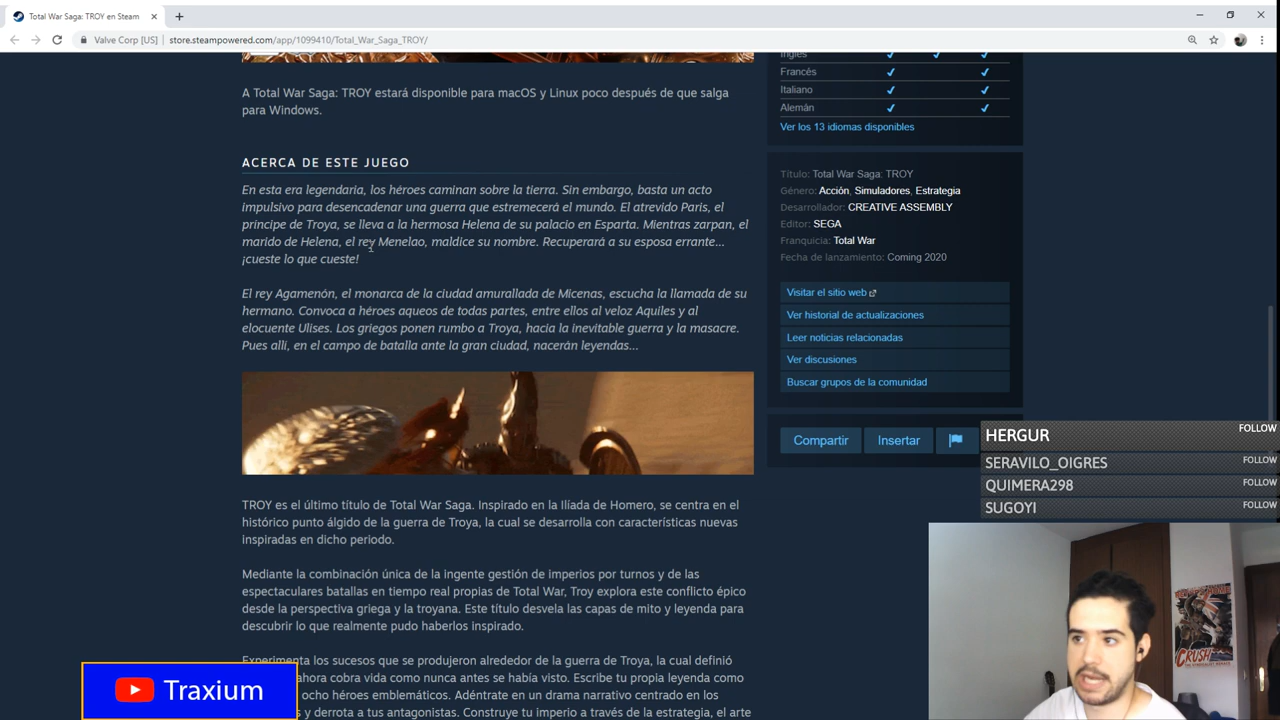 Total War Saga: TROY en Steam
Valve Corp [US] | store.steampowered.com/app/1099410/Total_War_Saga_TROY/
A Total War Saga: TROY estará disponible para macOS y Linux poco después de que salga
para Windows.
ACERCA DE ESTE JUEGO
En esta era legendaria, los héroes caminan sobre la tierra. Sin embargo, basta un acto
impulsivo para desencadenar una guerra que estremecerá el mundo. El atrevido Paris, el
príncipe de Troya, se lleva a la hermosa Helena de su palacio en Esparta. Mientras zarpan, el
marido de Helena, el rey Menelao, maldice su nombre. Recuperará a su esposa errante...
¡cueste lo que cueste!
El rey Agamenón, el monarca de la ciudad amurallada de Micenas, escucha la llamada de su
hermano. Convoca a héroes aqueos de todas partes, entre ellos al veloz Aquiles y al
elocuente Ulises. Los griegos ponen rumbo a Troya, hacia la inevitable guerra y la masacre.
Pues allí, en el campo de batalla ante la gran ciudad, nacerán leyendas...
TROY es el último título de Total War Saga. Inspirado en la Ilíada de Homero, se centra en el
histórico punto álgido de la guerra de Troya, la cual se desarrolla con características nuevas
inspiradas en dicho periodo.
Mediante la combinación única de la ingente gestión de imperios por turnos y de las
espectaculares batallas en tiempo real propias de Total War, Troy explora este conflicto épico
desde la perspectiva griega y la troyana. Este título desvela las capas de mito y leyenda para
descubrir lo que realmente pudo haberlos inspirado.
Experimenta los sucesos que se produjeron alrededor de la guerra de Troya, la cual definió
ahora cobra vida como nunca antes se había visto. Escribe tu propia leyenda como
ocho héroes emblemáticos. Adéntrate en un drama narrativo centrado en los
y derrota a tus antagonistas. Construye tu imperio a través de la estrategia, el arte
Inglés
Francés
Italiano
Alemán
Ver los 13 idiomas disponibles
Título: Total War Saga: TROY
Género: Acción, Simuladores, Estrategia
Desarrollador: CREATIVE ASSEMBLY
Editor: SEGA
Franquicia: Total War
Fecha de lanzamiento: Coming 2020
Visitar el sitio web
Ver historial de actualizaciones
Leer noticias relacionadas
Ver discusiones
Buscar grupos de la comunidad
Compartir
Insertar
HERGUR FOLLOW
SERAVILO_OIGRES FOLLOW
QUIMERA298 FOLLOW
SUGOYI FOLLOW
CRUSH
Traxium